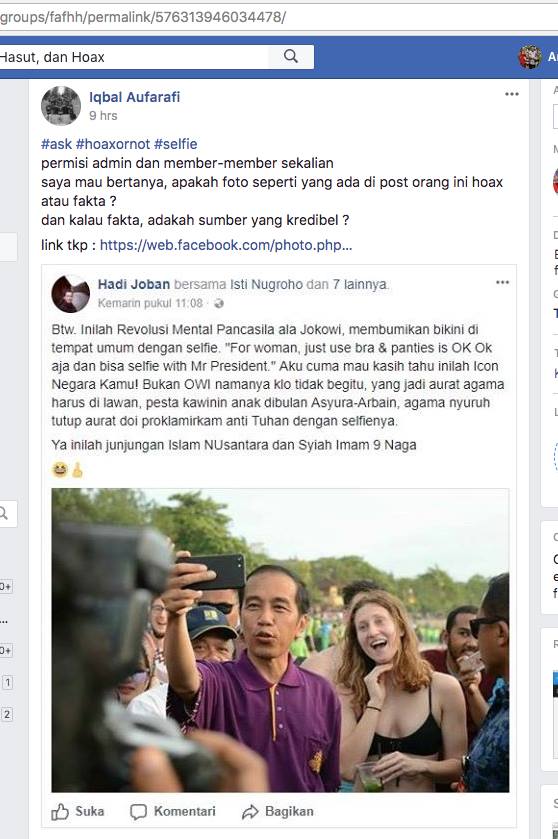 groups/fafhh/permalink/576313946034478/
Hasut, dan Hoax
Iqbal Aufarafi
9 hrs
#ask #hoaxornot #selfie
permisi admin dan member-member sekalian
saya mau bertanya, apakah foto seperti yang ada di post orang ini hoax
atau fakta ?
dan kalau fakta, adakah sumber yang kredibel ?
link tkp : https://web.facebook.com/photo.php...
Hadi Joban bersama Isti Nugroho dan 7 lainnya.
Kemarin pukul 11:08 ·
Btw. Inilah Revolusi Mental Pancasila ala Jokowi, membumikan bikini di
tempat umum dengan selfie. "For woman, just use bra & panties is OK Ok
aja dan bisa selfie with Mr President." Aku cuma mau kasih tahu inilah Icon
Negara Kamu! Bukan OWI namanya klo tidak begitu, yang jadi aurat agama
harus di lawan, pesta kawinin anak dibulan Asyura-Arbain, agama nyuruh
tutup aurat doi proklamirkam anti Tuhan dengan selfienya.
Ya inilah junjungan Islam NUsantara dan Syiah Imam 9 Naga
0+
0+
1
2
Suka Komentari Bagikan